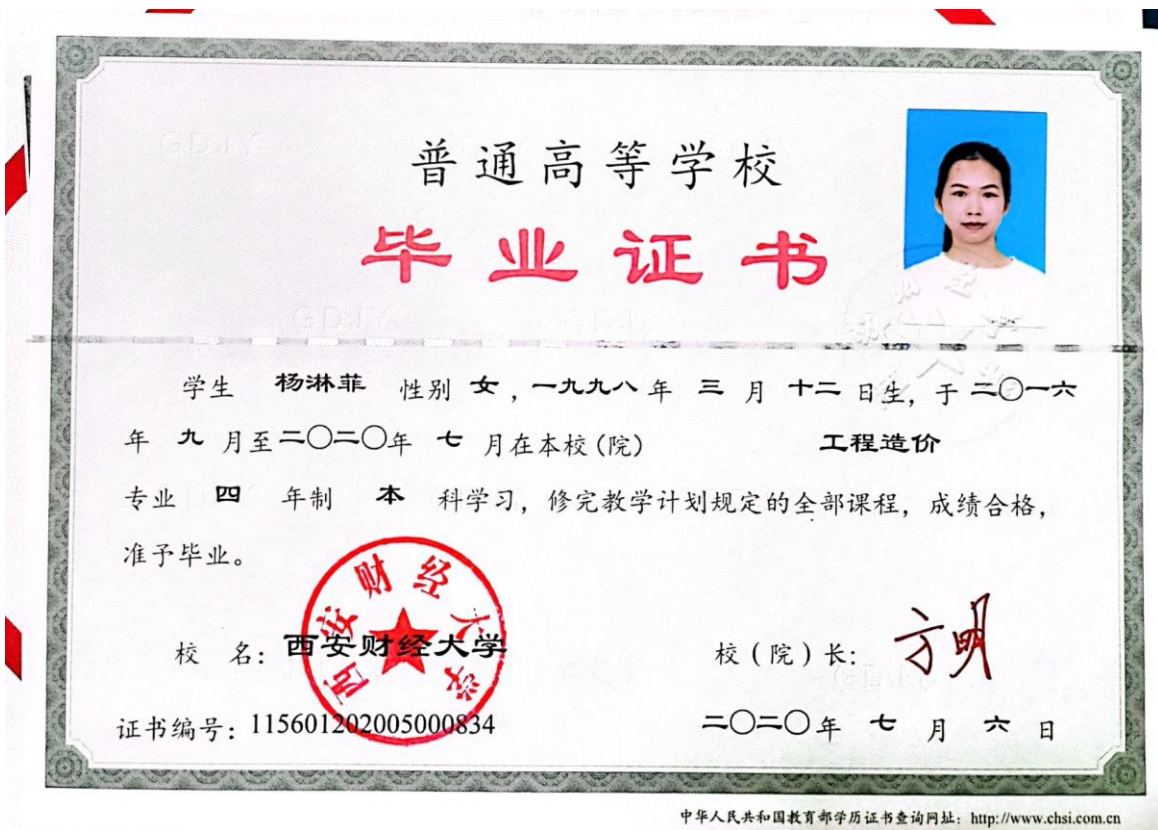 普通高等学校
毕业证书
学生 杨淋菲 性别 女，一九九八 年 三 月 十二 日生，于 二〇一六
年 九 月至 二〇二〇年 七 月在本校(院) 工程造价
专业 四 年制 本 科学习，修完教学计划规定的全部课程，成绩合格，
准予毕业。
西安财经大学
校 名：西安财经大学 校(院)长：方明
证书编号：115601202005000834 二〇二〇年 七 月 六 日
中华人民共和国教育部学历证书查询网址：http://www.chsi.com.cn